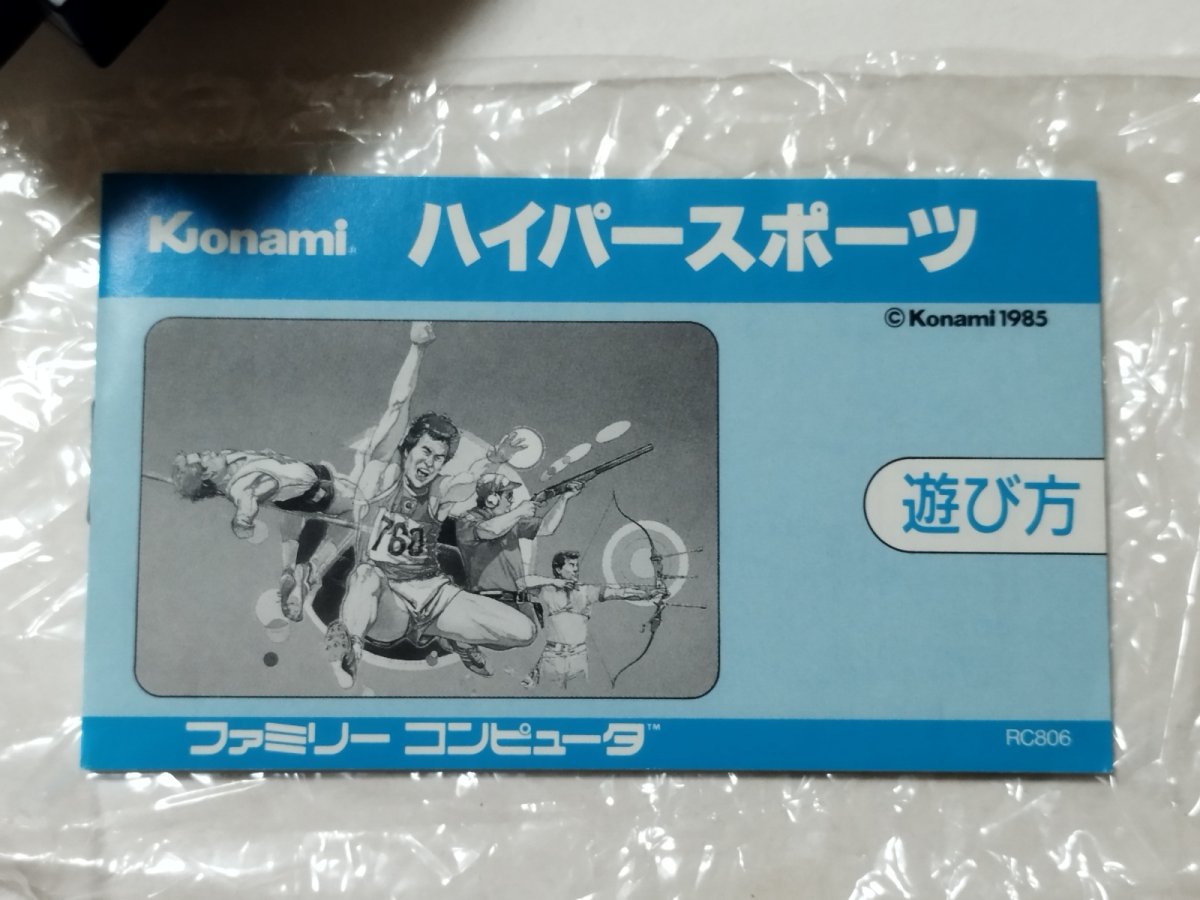 Konami ハイパースポーツ
© Konami 1985
遊び方
ファミリー コンピュータ™
RC806